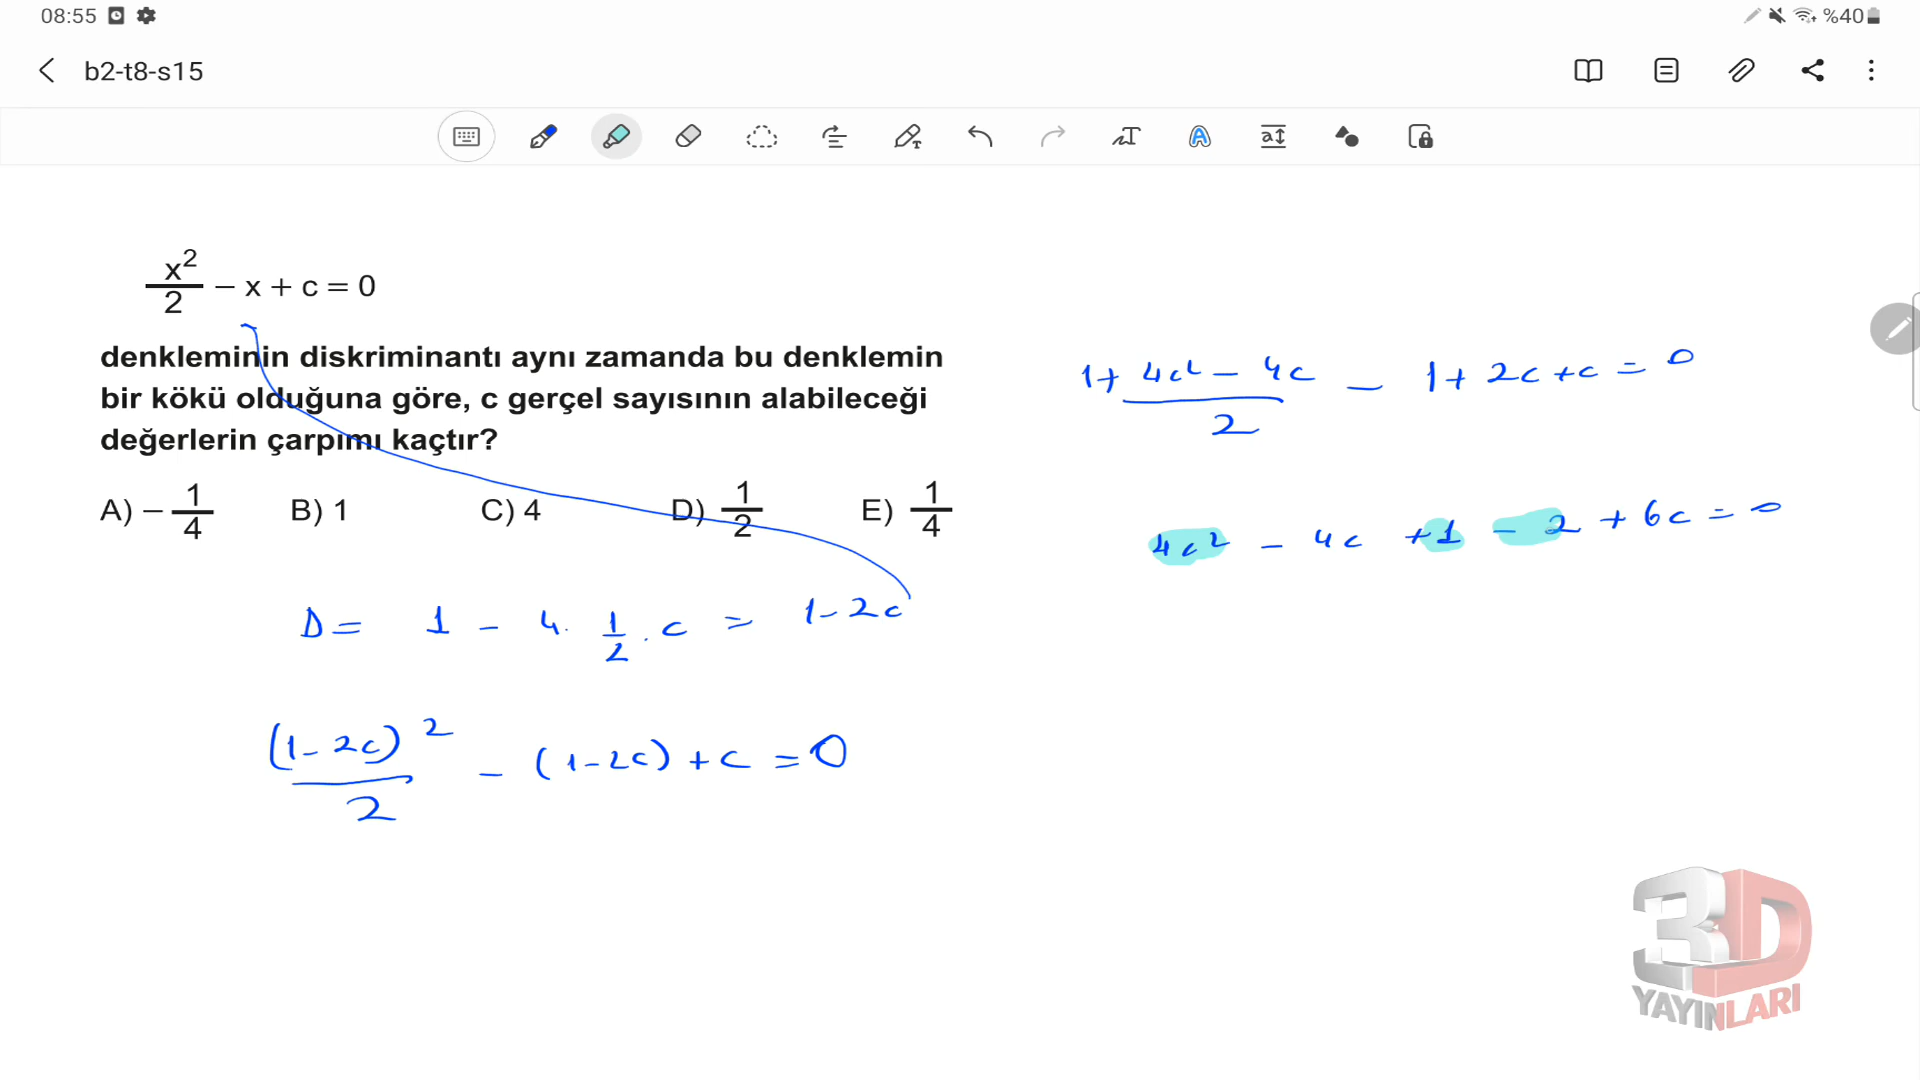 08:55
%40
b2-t8-s15
x²/2 − x + c = 0
denkleminin diskriminantı aynı zamanda bu denklemin
bir kökü olduğuna göre, c gerçel sayısının alabileceği
değerlerin çarpımı kaçtır?
A) −1/4 B) 1 C) 4 D) 1/2 E) 1/4
D = 1 − 4 . 1/2 . c = 1 − 2c
(1 − 2c)²/2 − (1 − 2c) + c = 0
1 + 4c² − 4c / 2 − 1 + 2c + c = 0
4c² − 4c + 1 − 2 + 6c = 0
3D
YAYINLARI